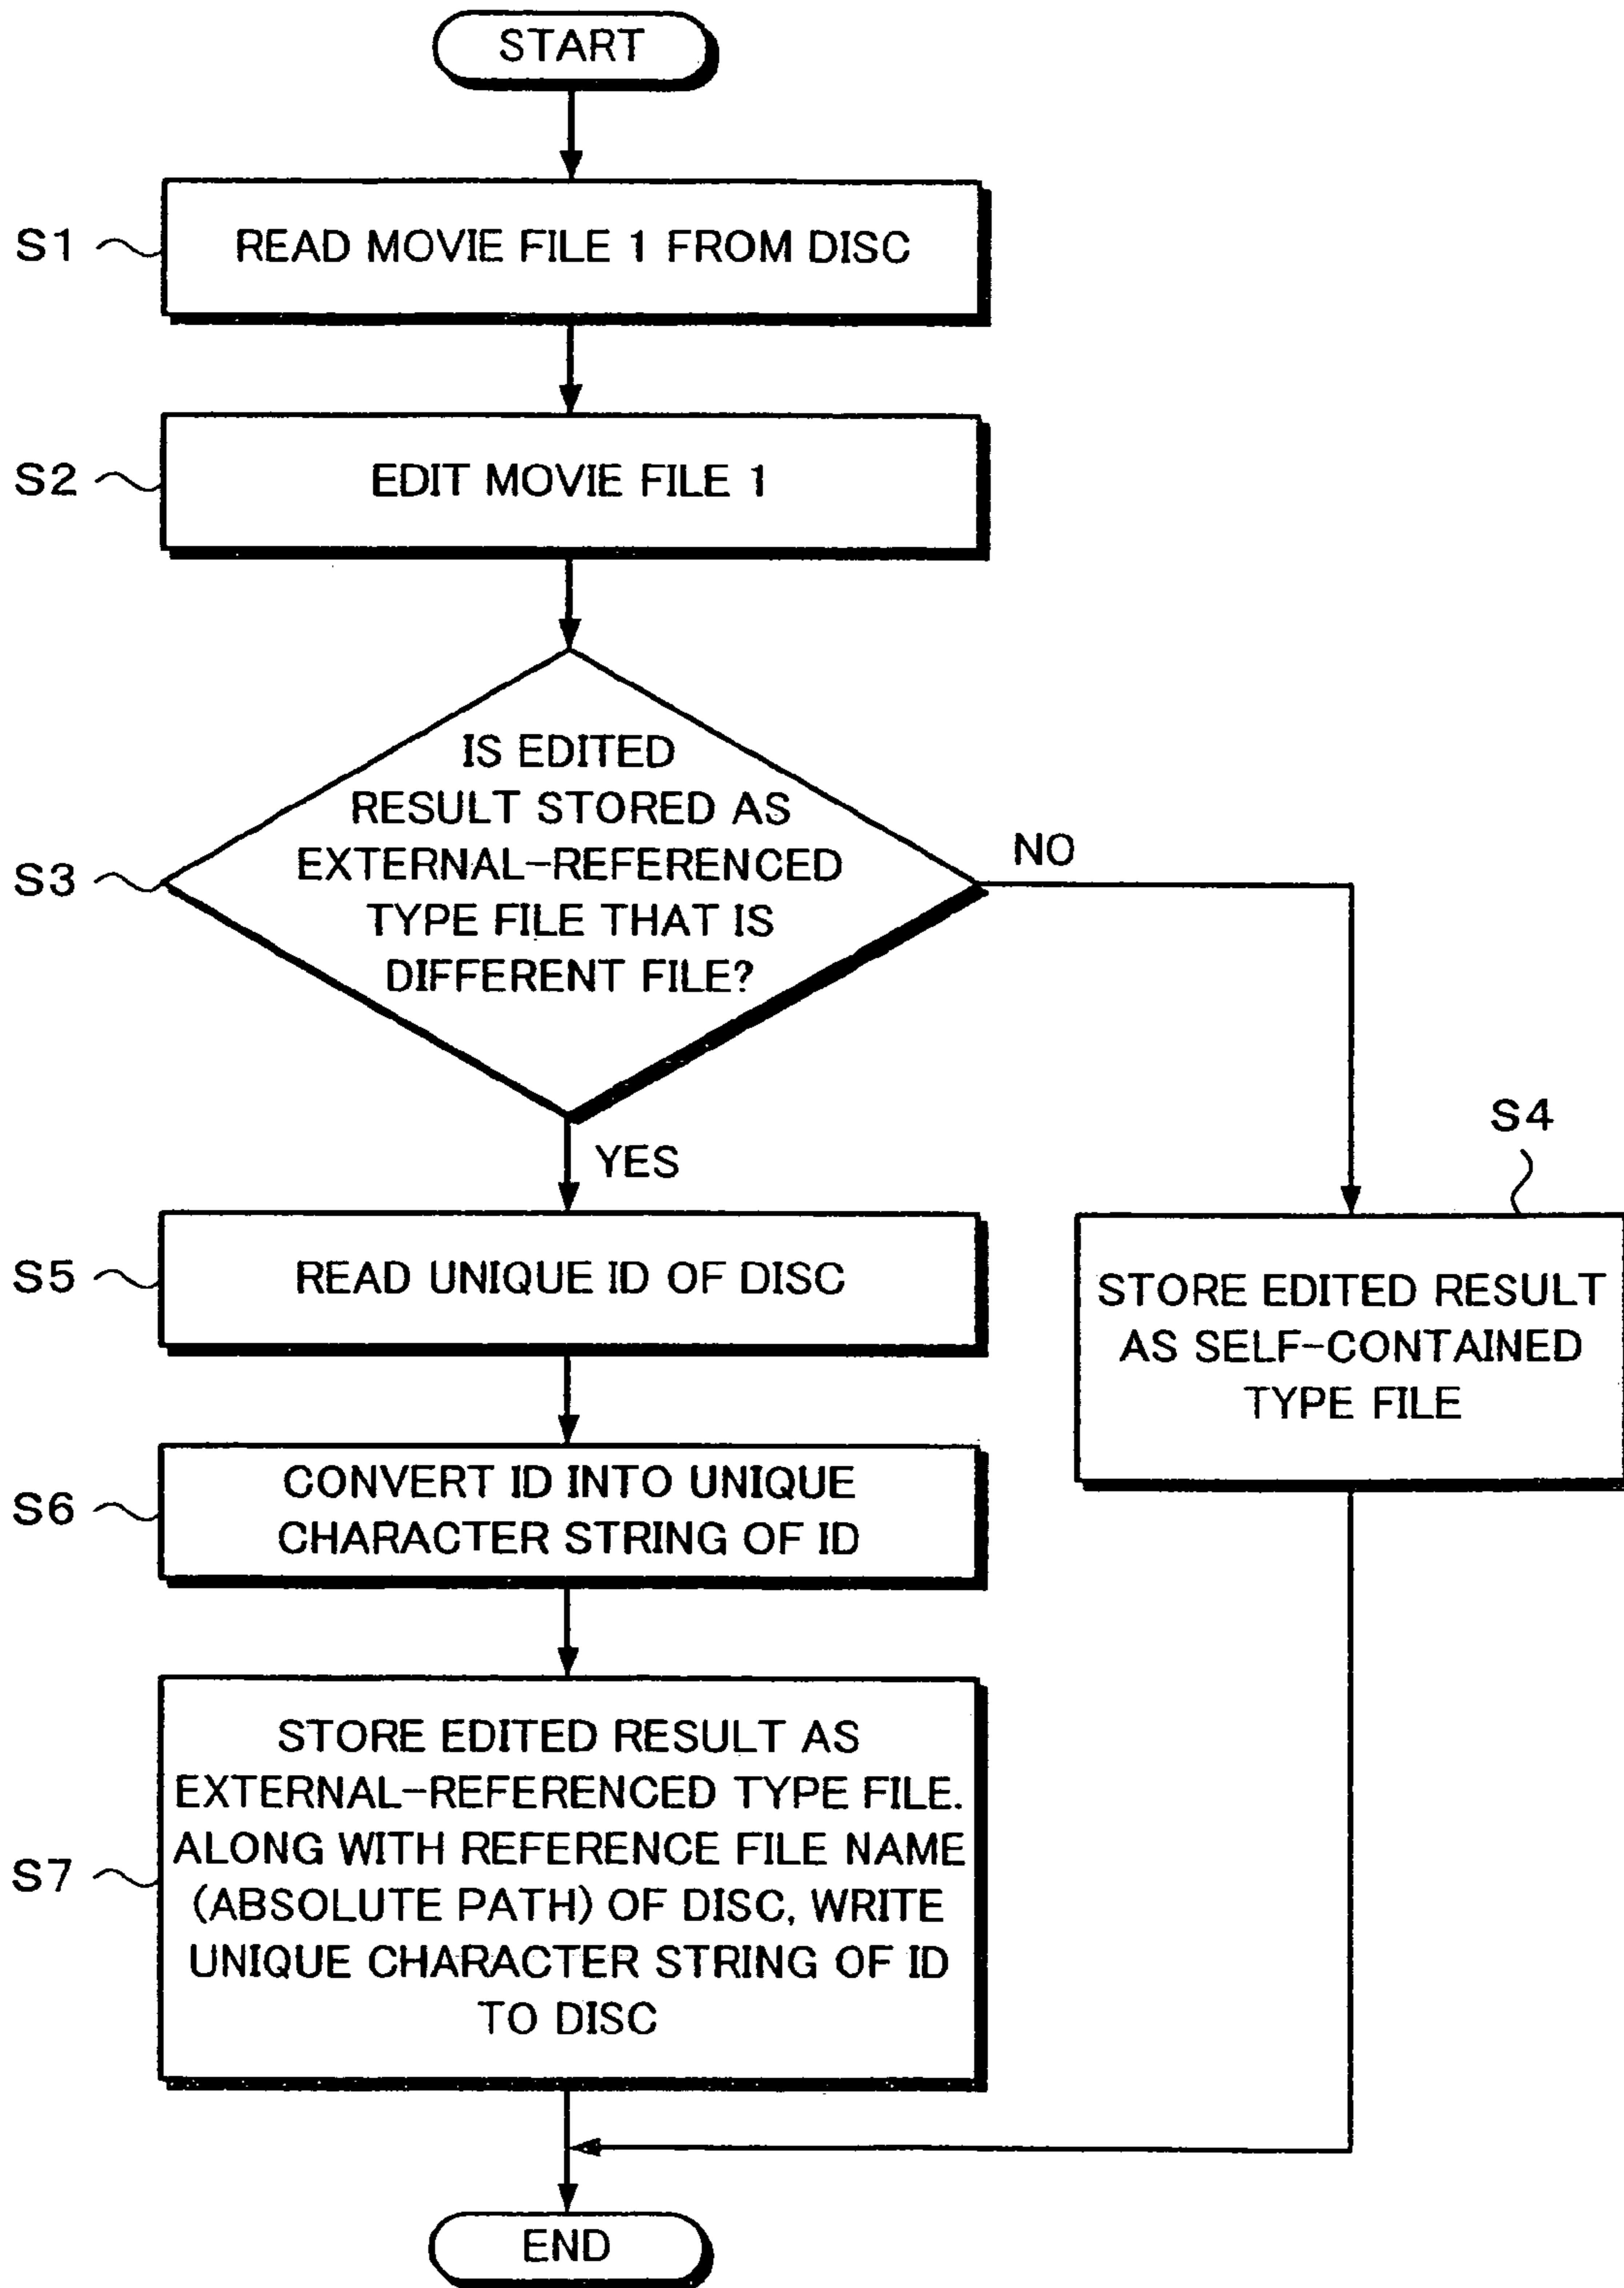 START
S1
READ MOVIE FILE 1 FROM DISC
S2
EDIT MOVIE FILE 1
S3
IS EDITED
RESULT STORED AS
EXTERNAL-REFERENCED
TYPE FILE THAT IS
DIFFERENT FILE?
NO
YES
S4
STORE EDITED RESULT
AS SELF-CONTAINED
TYPE FILE
S5
READ UNIQUE ID OF DISC
S6
CONVERT ID INTO UNIQUE
CHARACTER STRING OF ID
S7
STORE EDITED RESULT AS
EXTERNAL-REFERENCED TYPE FILE.
ALONG WITH REFERENCE FILE NAME
(ABSOLUTE PATH) OF DISC, WRITE
UNIQUE CHARACTER STRING OF ID
TO DISC
END